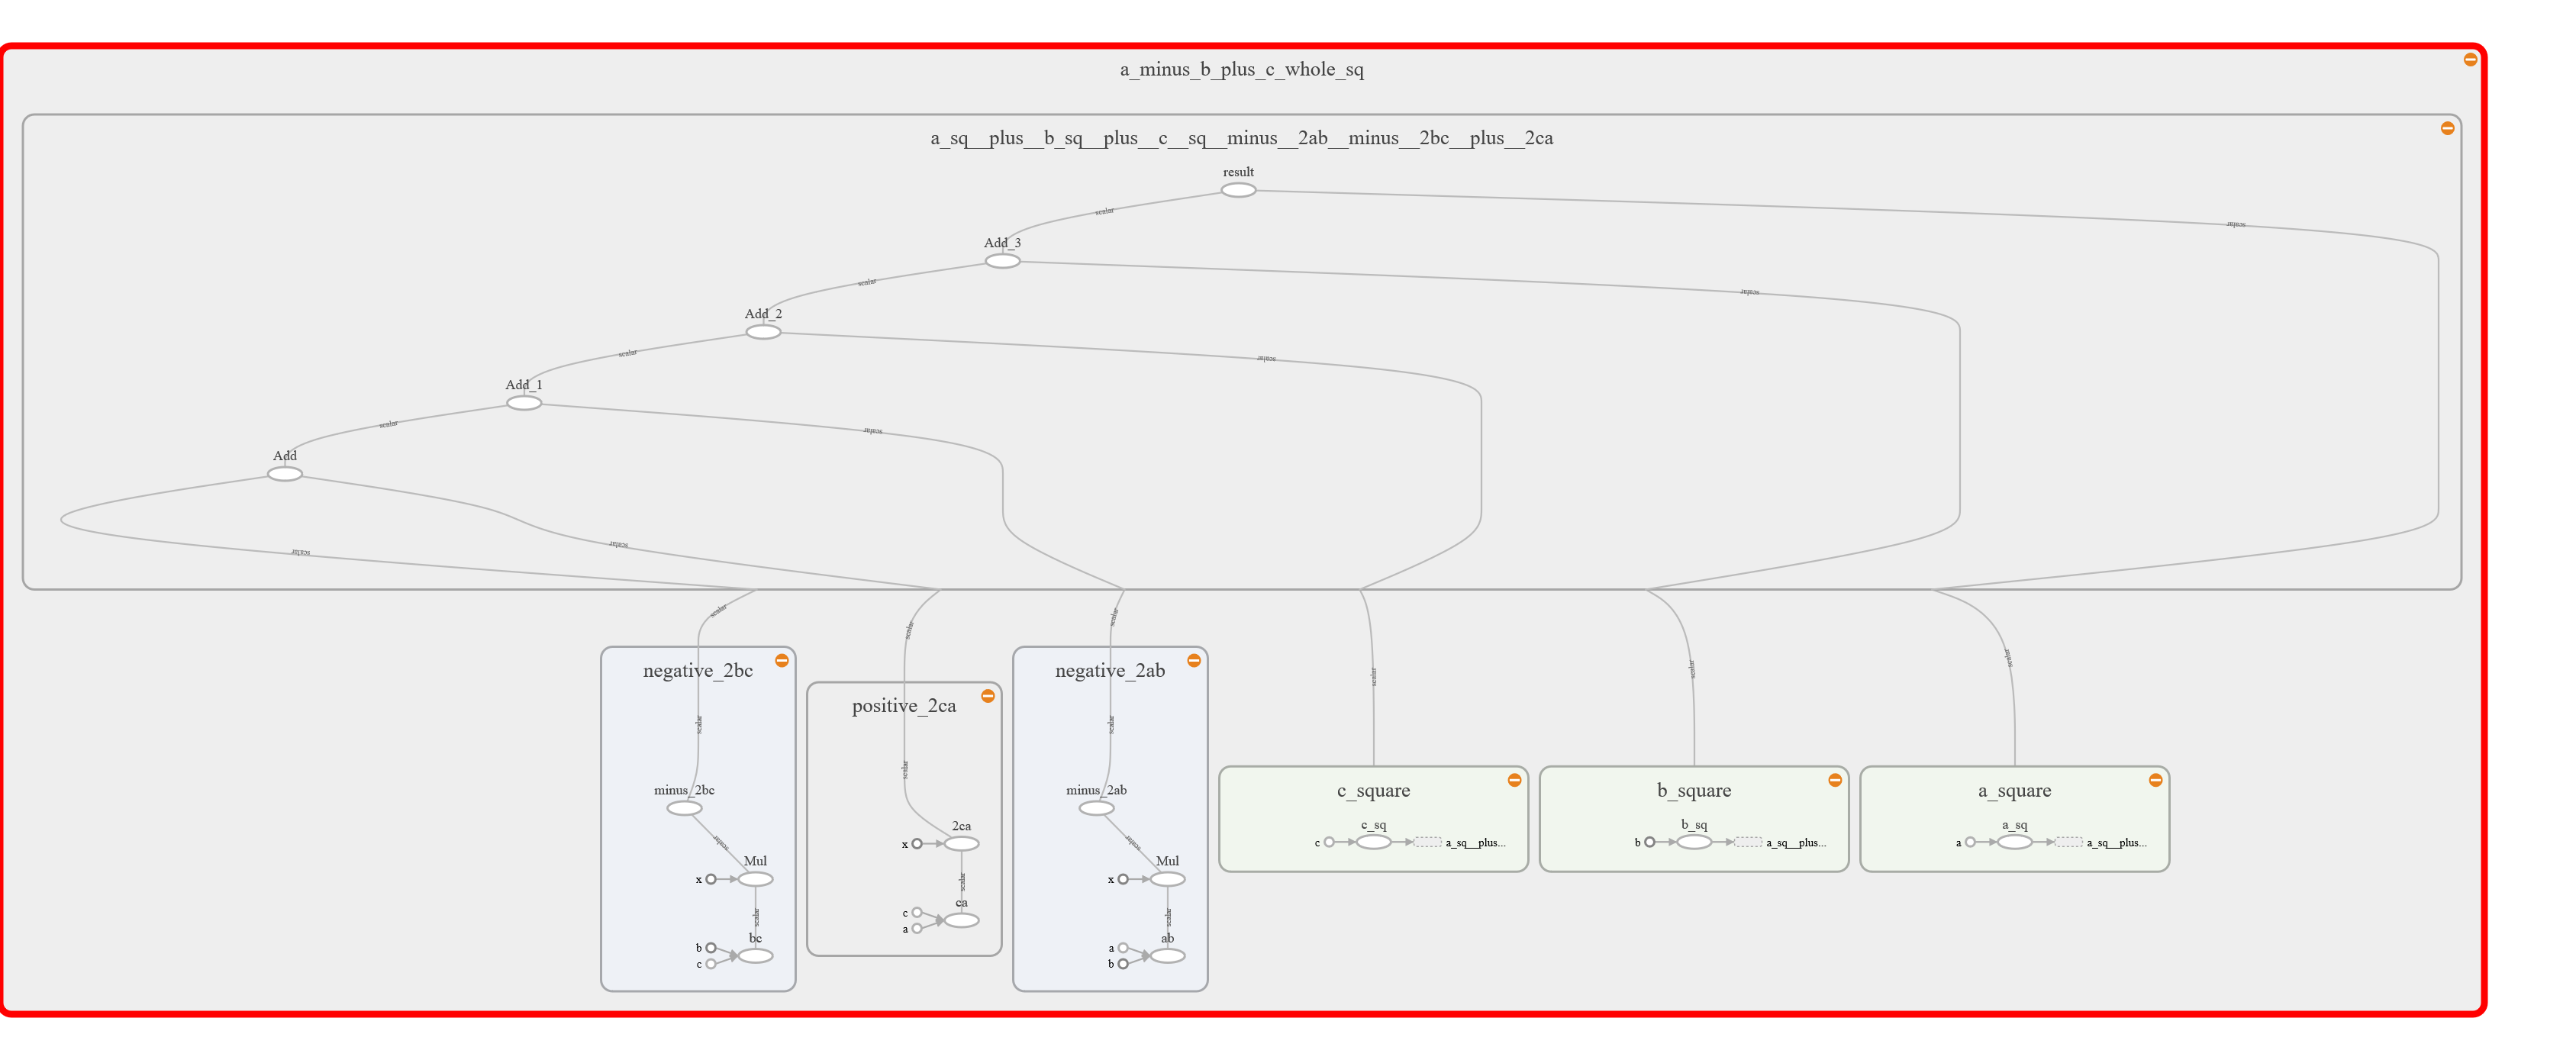 a_minus_b_plus_c_whole_sq
a_sq__plus__b_sq__plus__c__sq__minus__2ab__minus__2bc__plus__2ca
result
scalar
scalar
Add_3
scalar
scalar
Add_2
scalar
scalar
Add_1
scalar
scalar
Add
scalar
scalar
scalar
scalar
scalar
scalar
scalar
scalar
negative_2bc
scalar
minus_2bc
scalar
Mul
x
scalar
bc
b
c
positive_2ca
scalar
2ca
x
scalar
ca
c
a
negative_2ab
scalar
minus_2ab
scalar
Mul
x
scalar
ab
a
b
c_square
c_sq
c a_sq__plus...
b_square
b_sq
b a_sq__plus...
a_square
a_sq
a a_sq__plus...